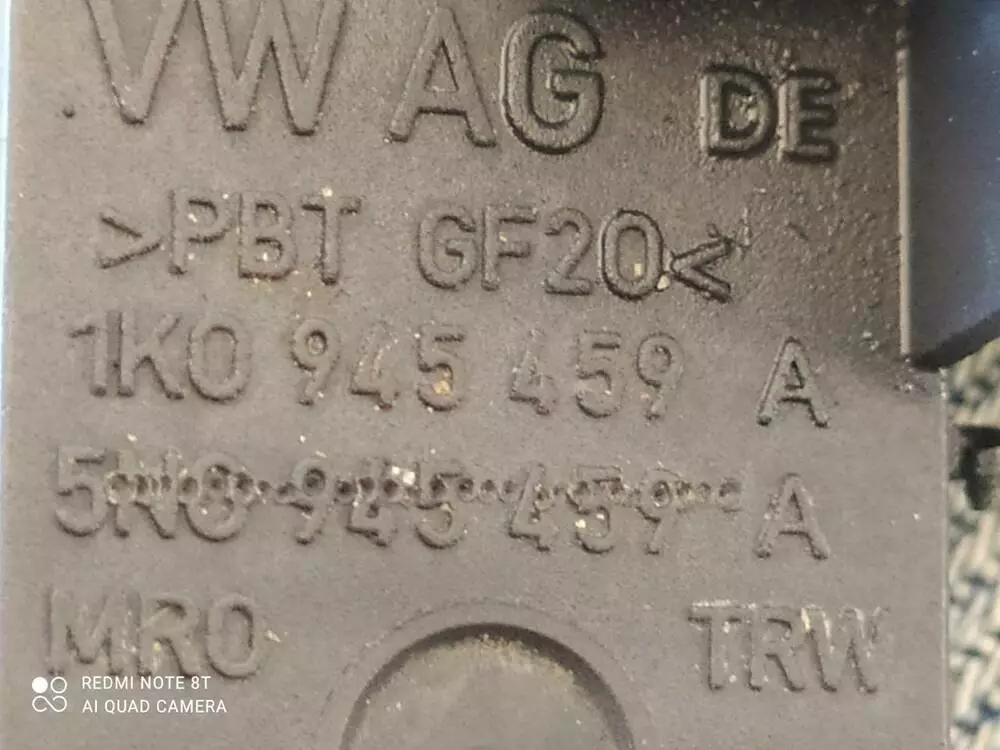 VW AG DE
>PBT GF20<
1K0 945 459 A
5N0 945 459 A
MRO TRW
REDMI NOTE 8T
AI QUAD CAMERA